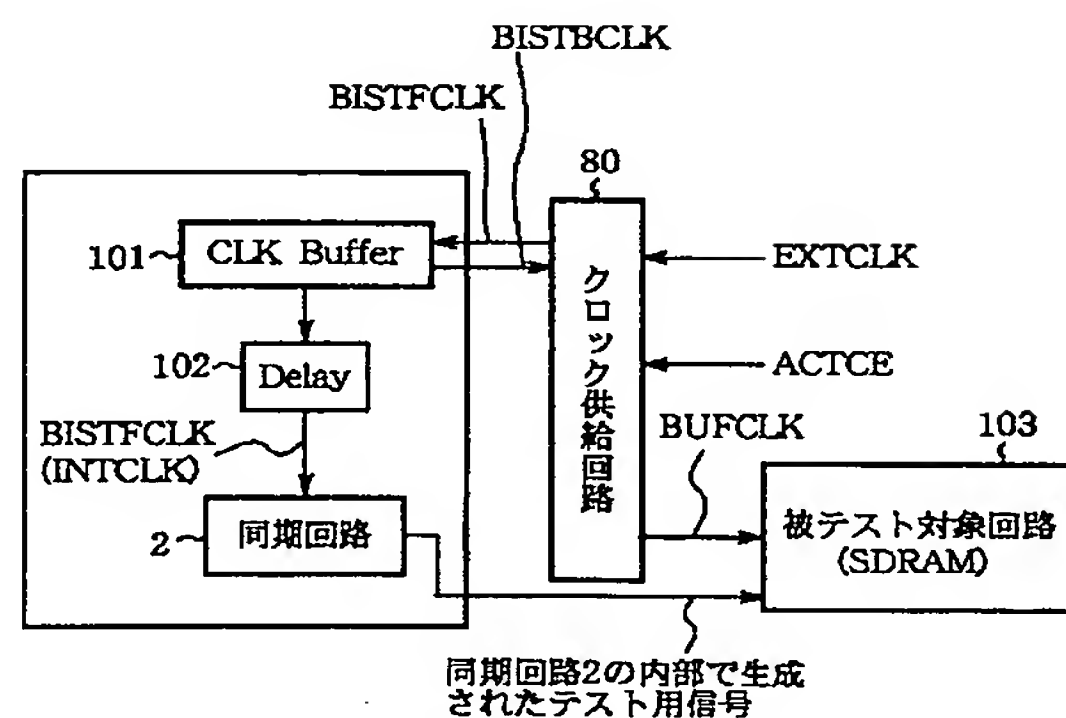 BISTBCLK
BISTFCLK
80
101
CLK Buffer
EXTCLK
クロック供給回路
102
Delay
ACTCE
BISTFCLK
(INTCLK)
BUFCLK
103
2
同期回路
被テスト対象回路
(SDRAM)
同期回路2の内部で生成
されたテスト用信号